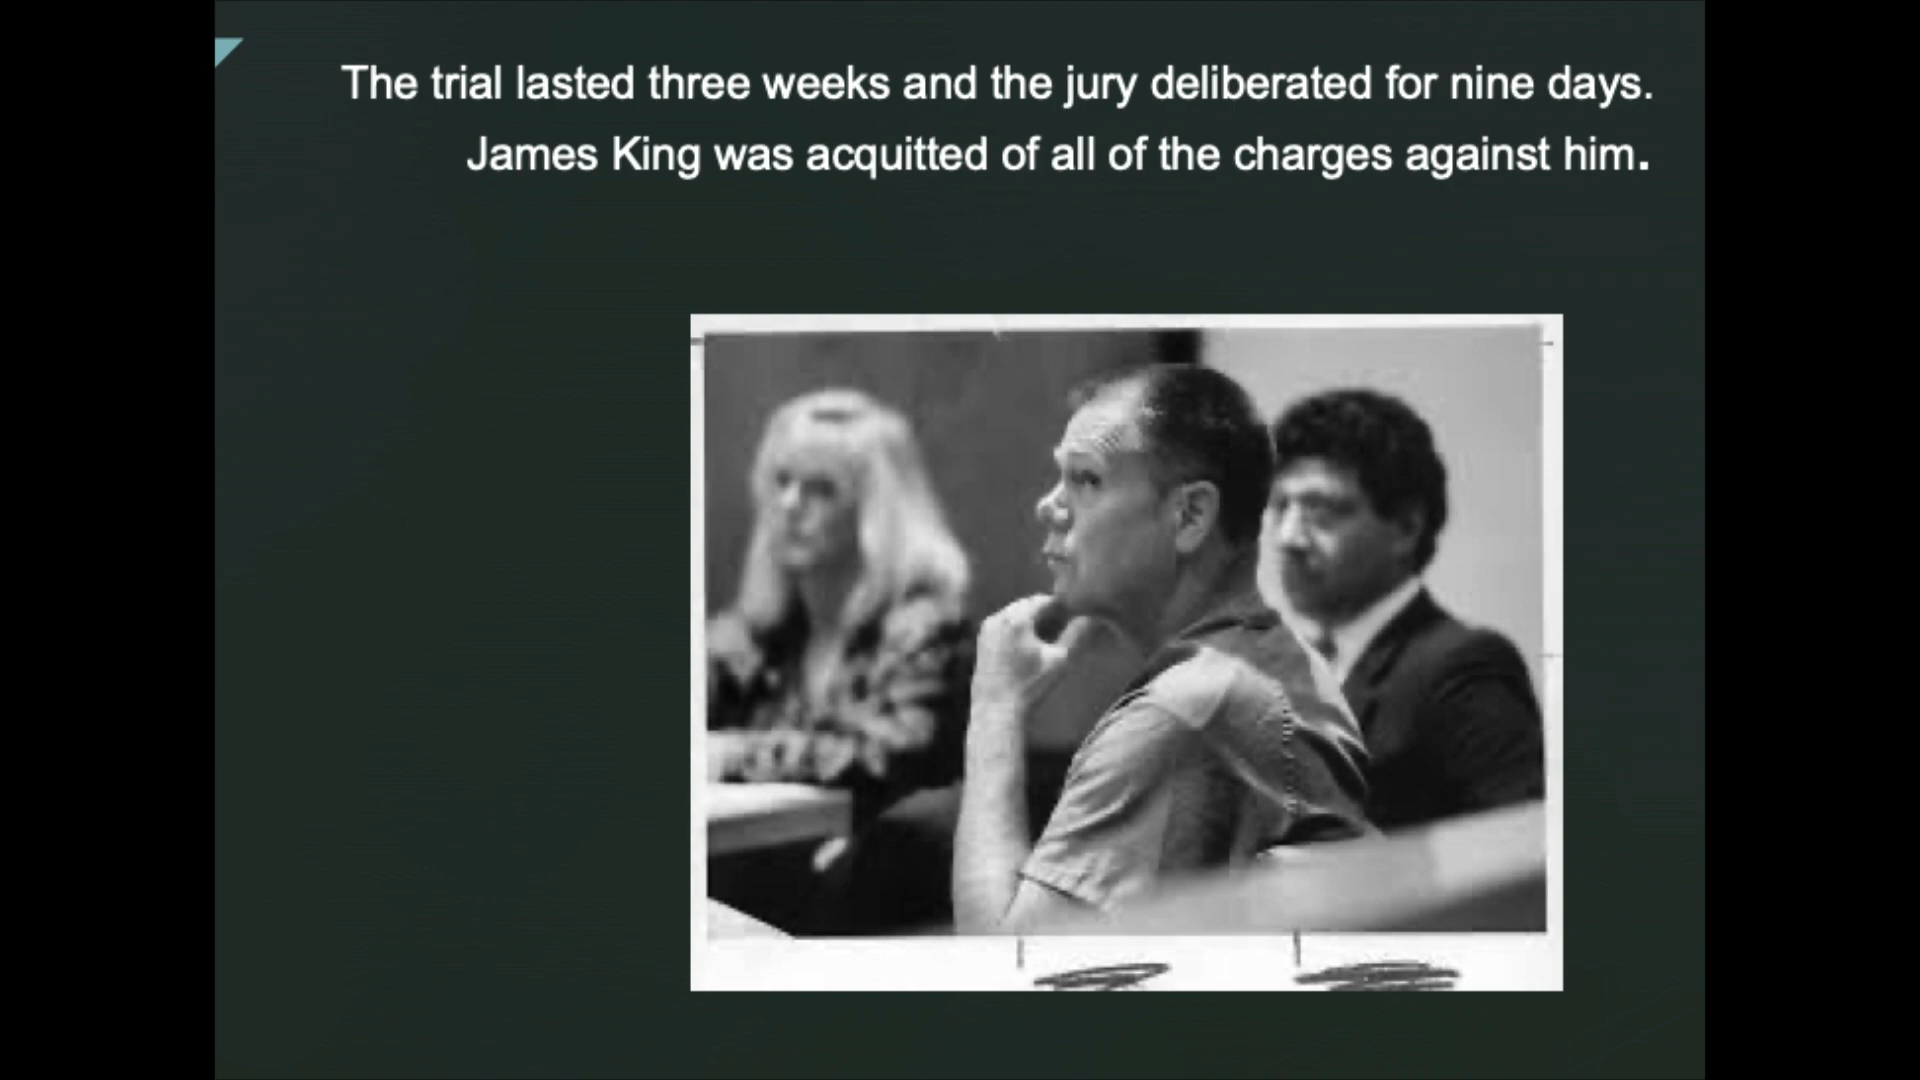 The trial lasted three weeks and the jury deliberated for nine days.
James King was acquitted of all of the charges against him.